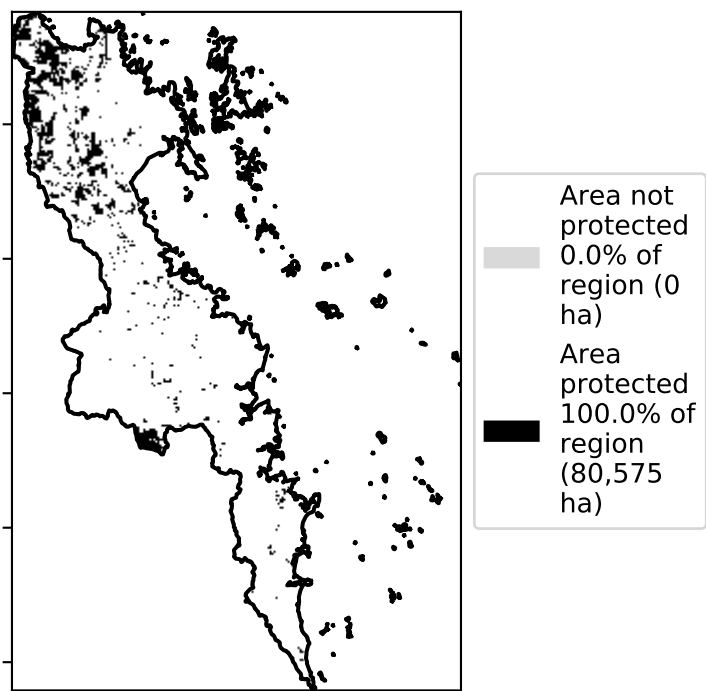 Area not
protected
0.0% of
region (0
ha)
Area
protected
100.0% of
region
(80,575
ha)